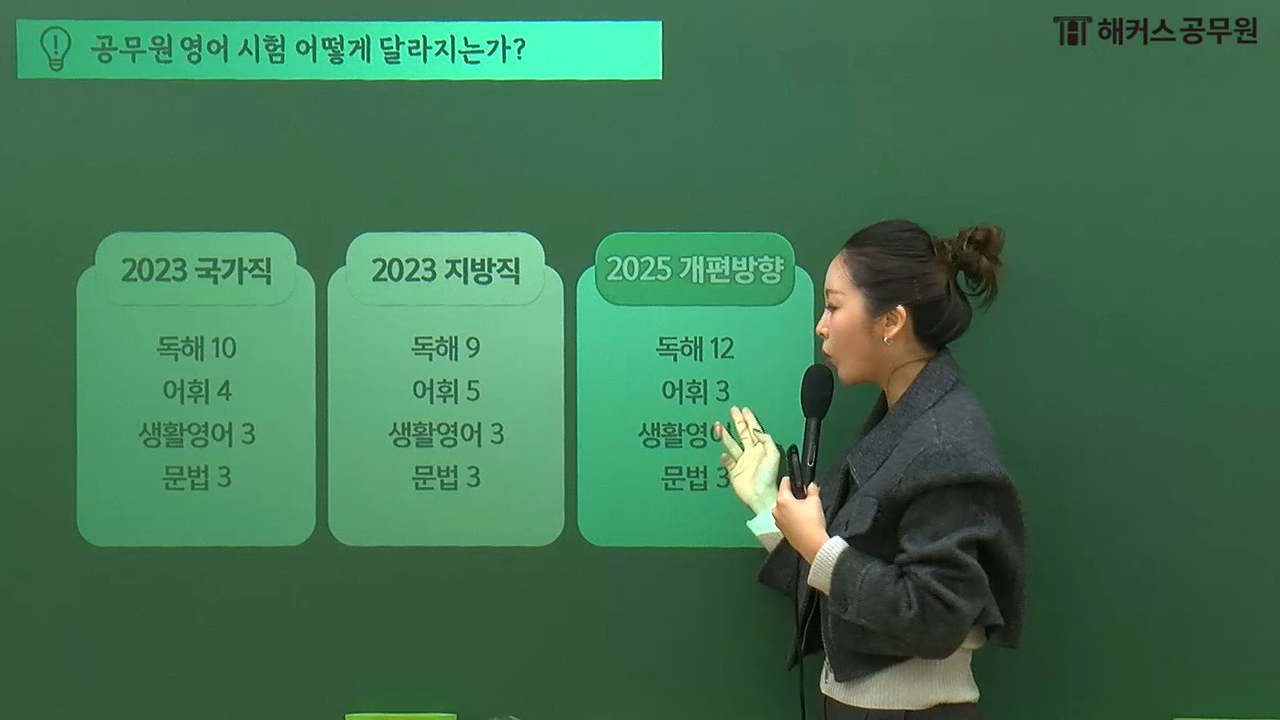 공무원 영어 시험 어떻게 달라지는가?
해커스공무원
2023 국가직
독해 10
어휘 4
생활영어 3
문법 3
2023 지방직
독해 9
어휘 5
생활영어 3
문법 3
2025 개편방향
독해 12
어휘 3
문법 3